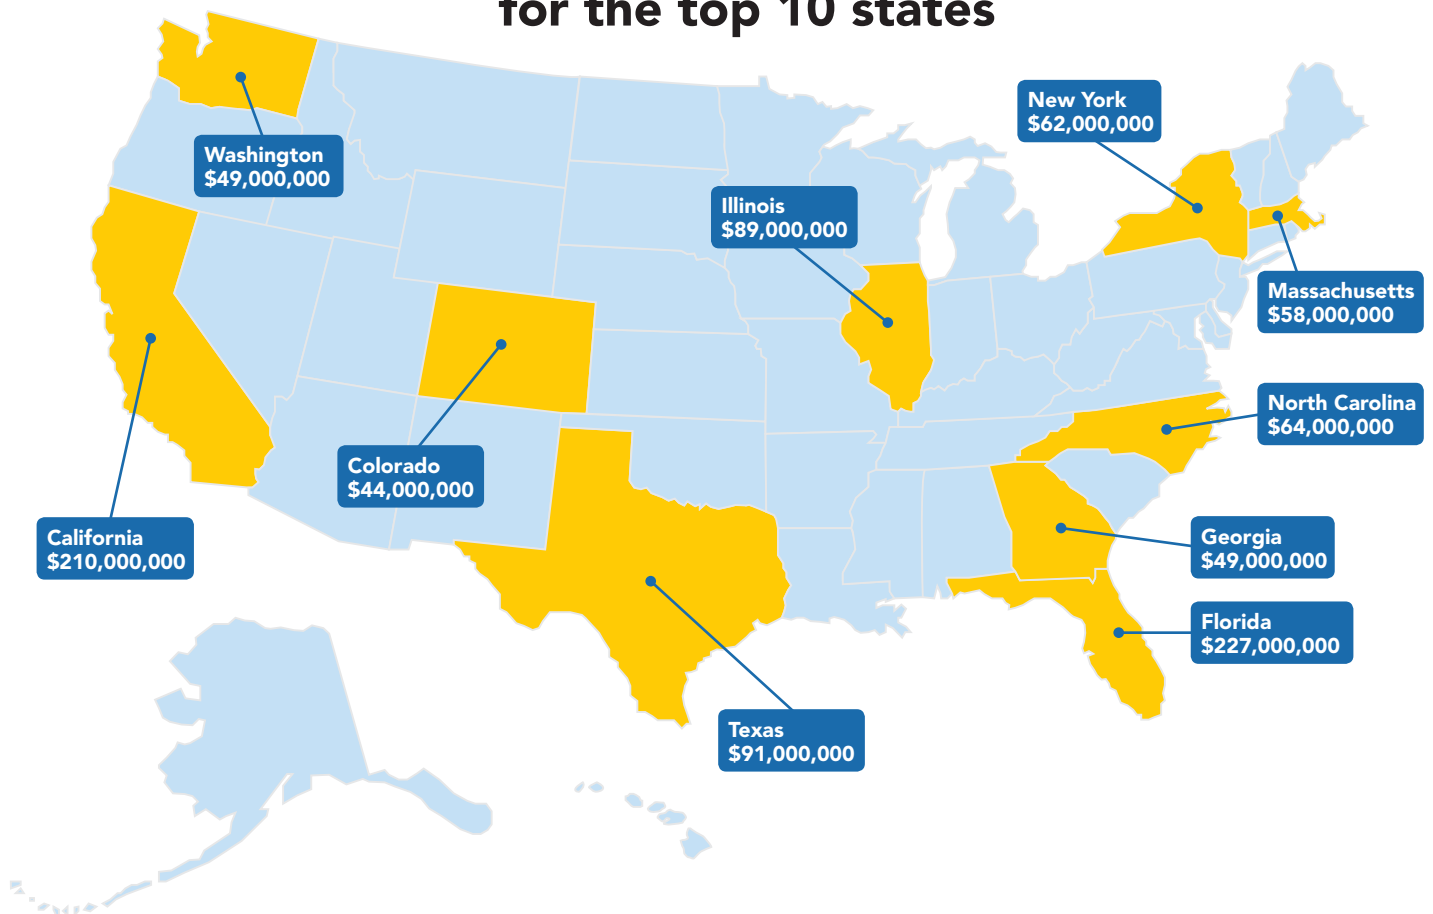 for the top 10 states
New York
$62,000,000
Washington
$49,000,000
Illinois
$89,000,000
Massachusetts
$58,000,000
North Carolina
$64,000,000
Colorado
$44,000,000
California
$210,000,000
Georgia
$49,000,000
Florida
$227,000,000
Texas
$91,000,000